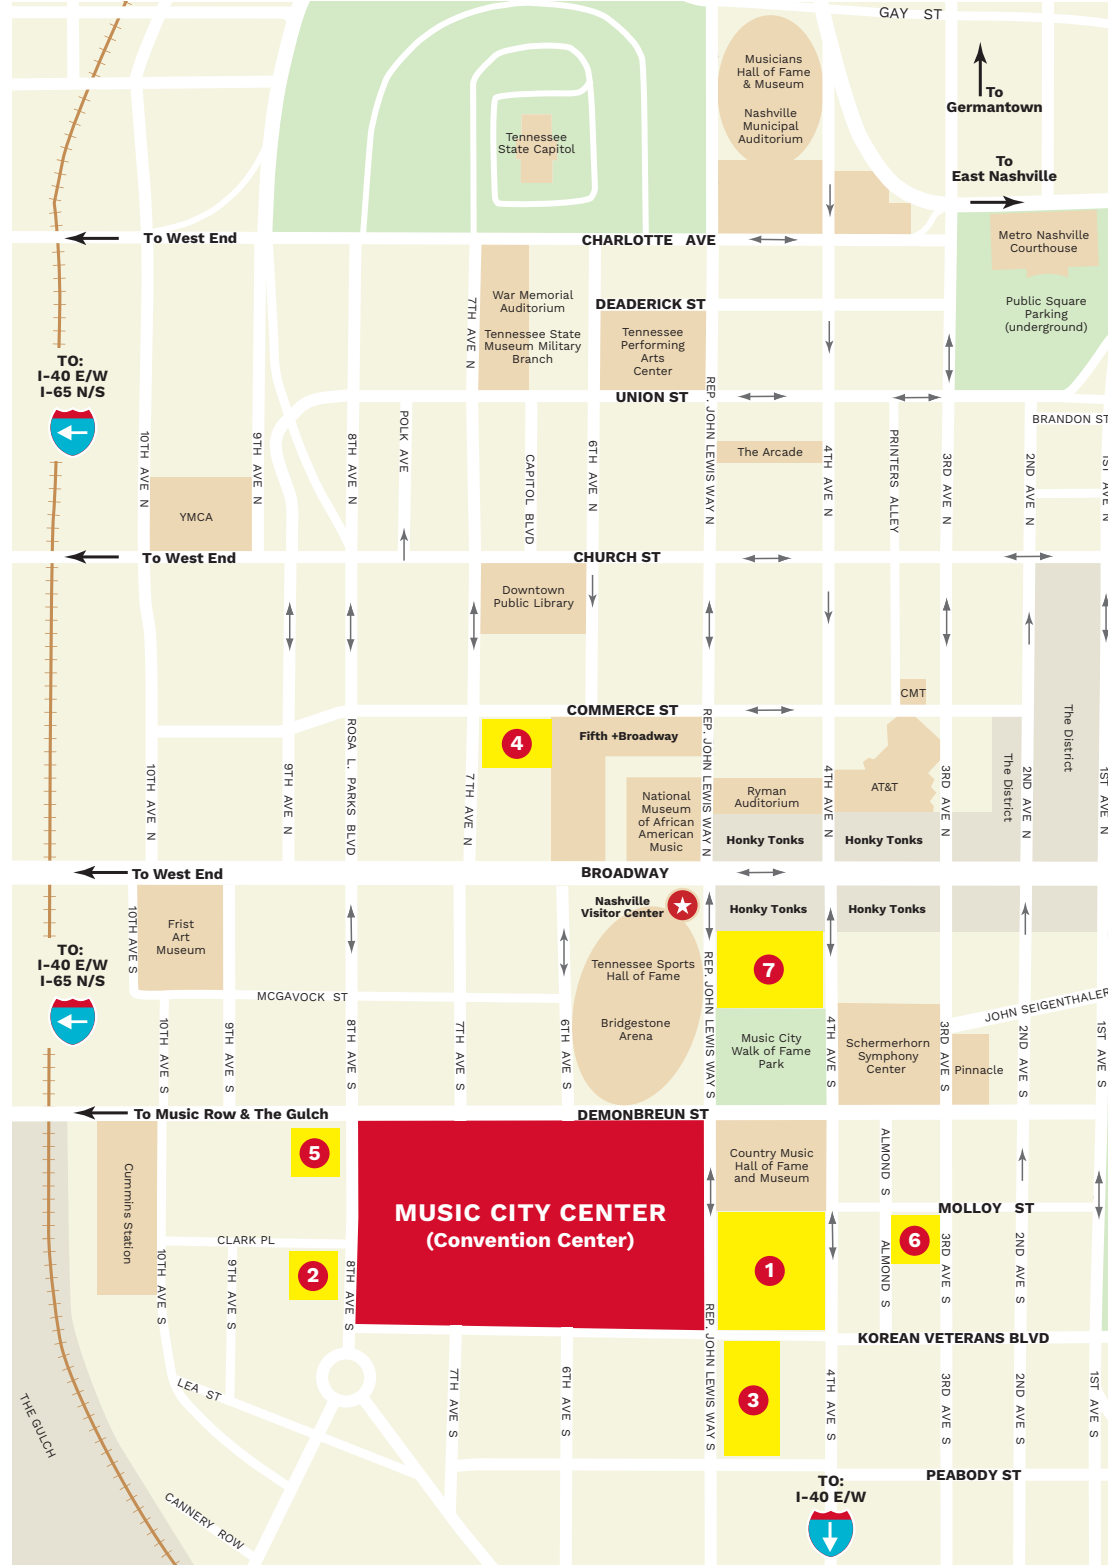 GAY ST
Musicians
Hall of Fame
& Museum
Nashville
Municipal
Auditorium
To
Germantown
Tennessee
State Capitol
To
East Nashville
To West End
CHARLOTTE AVE
Metro Nashville
Courthouse
Public Square
Parking
(underground)
War Memorial
Auditorium
Tennessee State
Museum Military
Branch
7TH AVE N
DEADERICK ST
Tennessee
Performing
Arts
Center
TO:
I-40 E/W
I-65 N/S
UNION ST
REP. JOHN LEWIS WAY N
BRANDON ST
10TH AVE N
9TH AVE N
8TH AVE N
POLK AVE
CAPITOL BLVD
6TH AVE N
The Arcade
4TH AVE N
PRINTERS ALLEY
3RD AVE N
2ND AVE N
1ST AVE N
YMCA
To West End
CHURCH ST
Downtown
Public Library
CMT
COMMERCE ST
The District
4
Fifth +Broadway
10TH AVE N
9TH AVE N
ROSA L. PARKS BLVD
7TH AVE N
REP. JOHN LEWIS WAY N
National
Museum
of African
American
Music
Ryman
Auditorium
4TH AVE N
AT&T
3RD AVE N
The District
2ND AVE N
1ST AVE N
Honky Tonks
Honky Tonks
To West End
BROADWAY
Nashville
Visitor Center
Honky Tonks
Honky Tonks
10TH AVE S
Frist
Art
Museum
TO:
I-40 E/W
I-65 N/S
Tennessee Sports
Hall of Fame
Bridgestone
Arena
7
REP. JOHN LEWIS WAY S
MCGAVOCK ST
JOHN SEIGENTHALER
10TH AVE S
9TH AVE S
8TH AVE S
7TH AVE S
6TH AVE S
Music City
Walk of Fame
Park
4TH AVE S
Schermerhorn
Symphony
Center
3RD AVE S
Pinnacle
2ND AVE S
1ST AVE S
To Music Row & The Gulch
DEMONBREUN ST
Cummins Station
5
MUSIC CITY CENTER
(Convention Center)
Country Music
Hall of Fame
and Museum
ALMOND S
MOLLOY ST
CLARK PL
10TH AVE S
9TH AVE S
2
8TH AVE S
1
ALMOND S
6
3RD AVE S
2ND AVE S
REP. JOHN LEWIS WAY S
KOREAN VETERANS BLVD
LEA ST
THE GULCH
7TH AVE S
6TH AVE S
3
4TH AVE S
3RD AVE S
2ND AVE S
1ST AVE S
PEABODY ST
TO:
I-40 E/W
CANNERY ROW